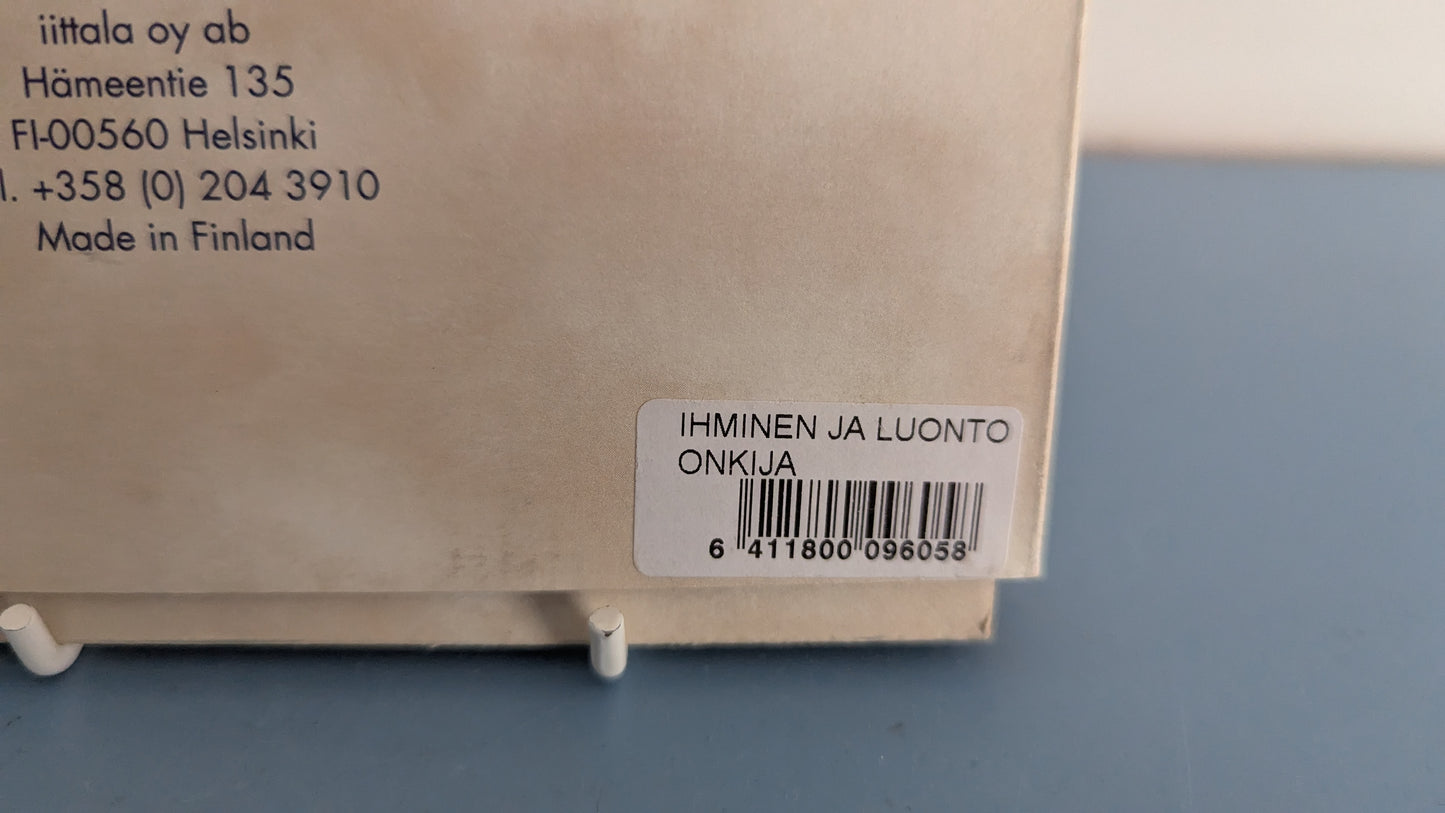 iittala oy ab
Hämeentie 135
FI-00560 Helsinki
+358 (0) 204 3910
Made in Finland
IHMINEN JA LUONTO
ONKIJA
6 411800 096058